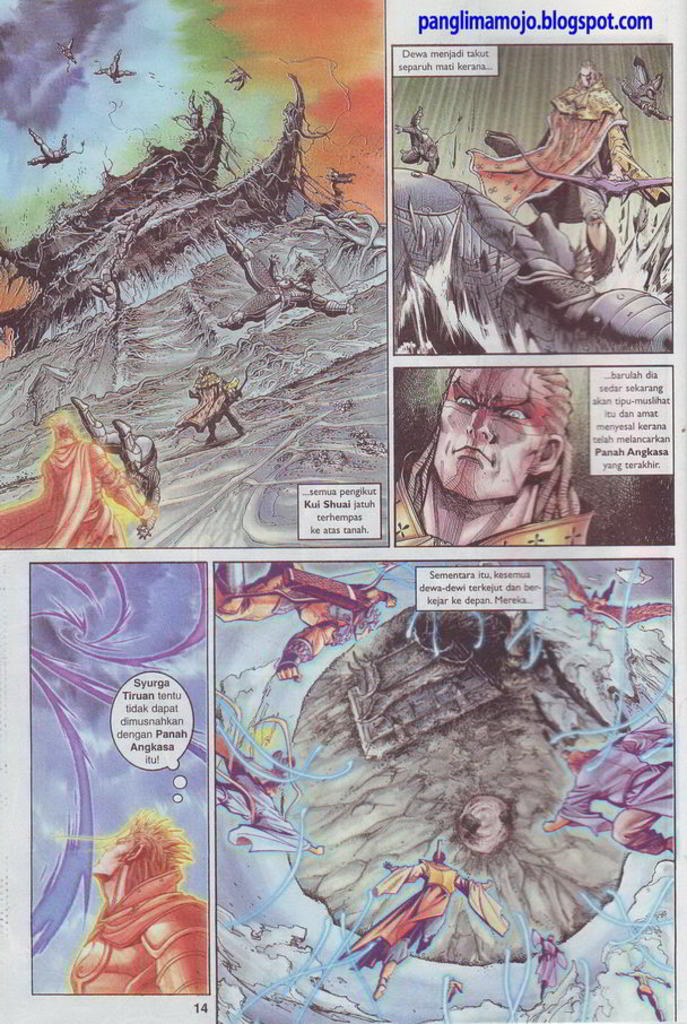 panglimamojo.blogspot.com
Dewa menjadi takut
separuh mati kerana...
...barulah dia
sedar sekarang
akan tipu-muslihat
itu dan amat
menyesal kerana
telah melancarkan
Panah Angkasa
yang terakhir.
...semua pengikut
Kui Shuai jatuh
terhempas
ke atas tanah.
Syurga
Tiruan tentu
tidak dapat
dimusnahkan
dengan Panah
Angkasa
itu!
Sementara itu, kesemua
dewa-dewi terkejut dan ber-
kejar ke depan. Mereka...
14